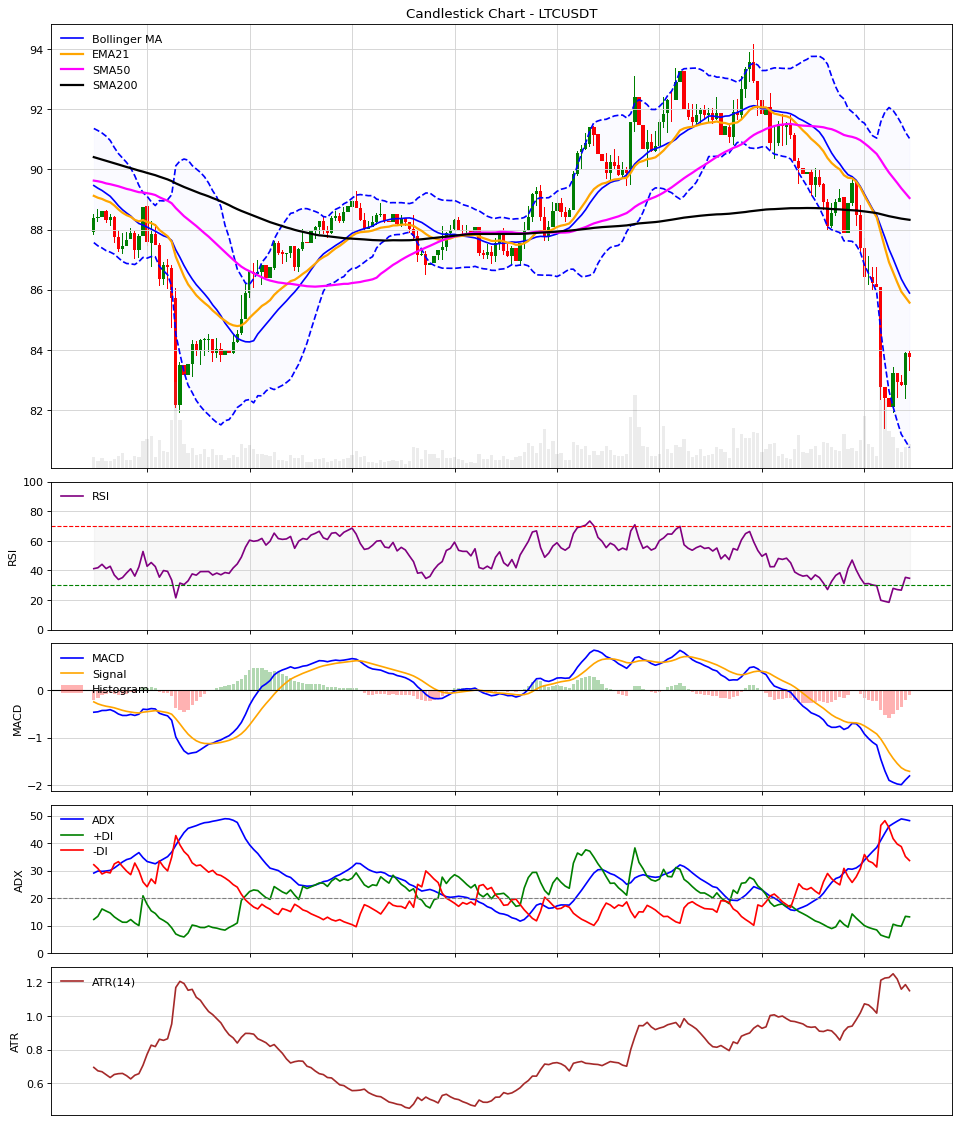 Candlestick Chart - LTCUSDT
Bollinger MA
EMA21
SMA50
SMA200
94
92
90
88
86
84
82
RSI
100
80
60
40
20
0
RSI
MACD
Signal
Histogram
0
−1
−2
MACD
ADX
+DI
-DI
50
40
30
20
10
0
ADX
ATR(14)
1.2
1.0
0.8
0.6
ATR